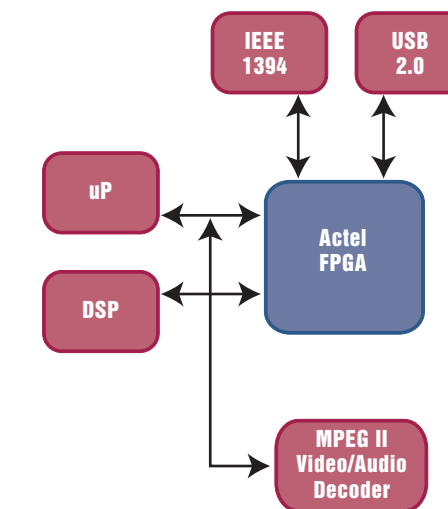 IEEE
1394
USB
2.0
uP
Actel
FPGA
DSP
MPEG II
Video/Audio
Decoder